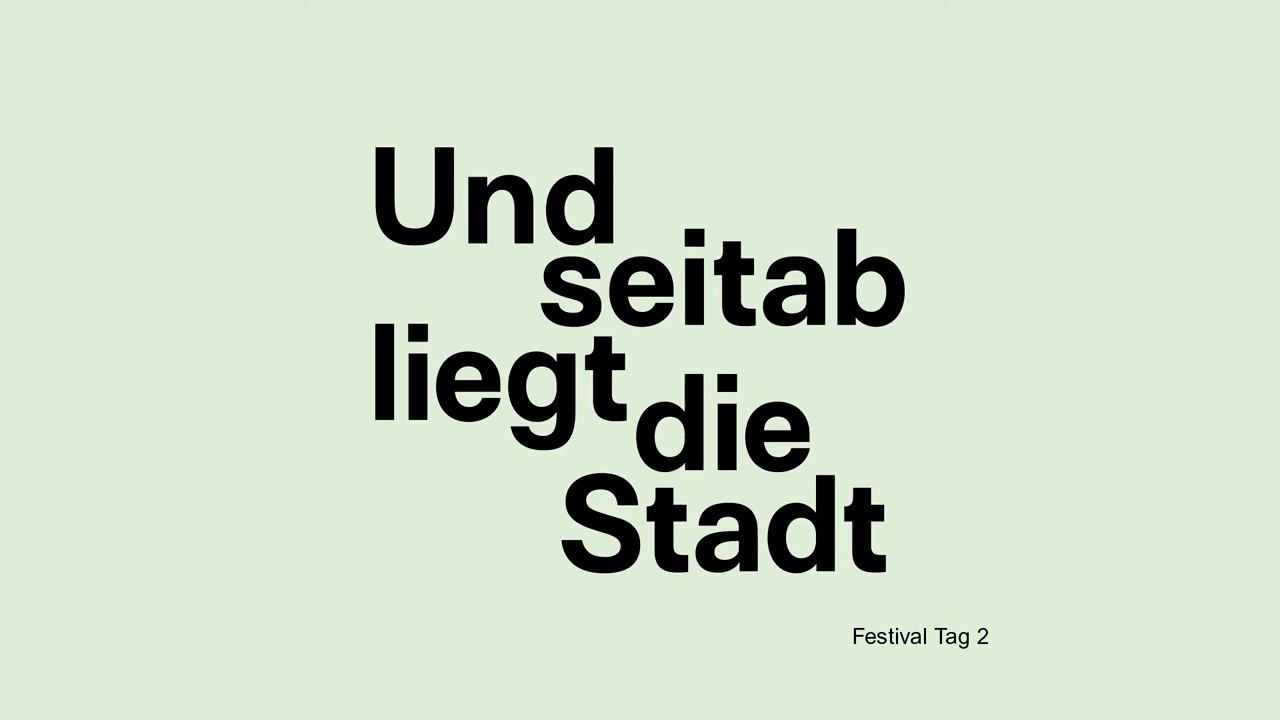 Und
seitab
liegt
die
Stadt
Festival Tag 2